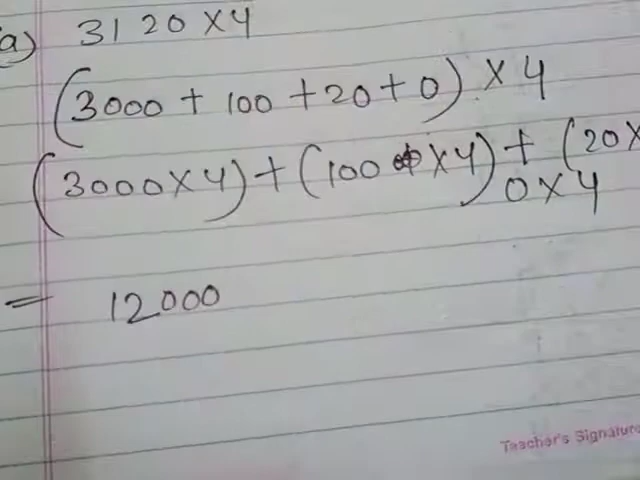 a) 3120 × 4
(3000 + 100 + 20 + 0) × 4
(3000 × 4) + (100 × 4) + (20 ×
0 × 4
= 12000
Teacher's Signature